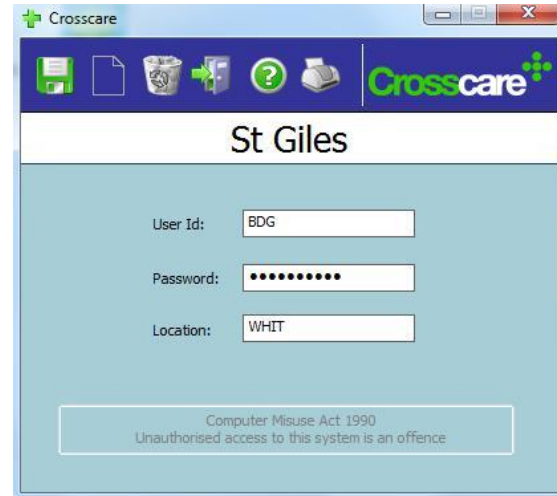 Crosscare
Crosscare
St Giles
User Id: BDG
Password: ••••••••••
Location: WHIT
Computer Misuse Act 1990
Unauthorised access to this system is an offence